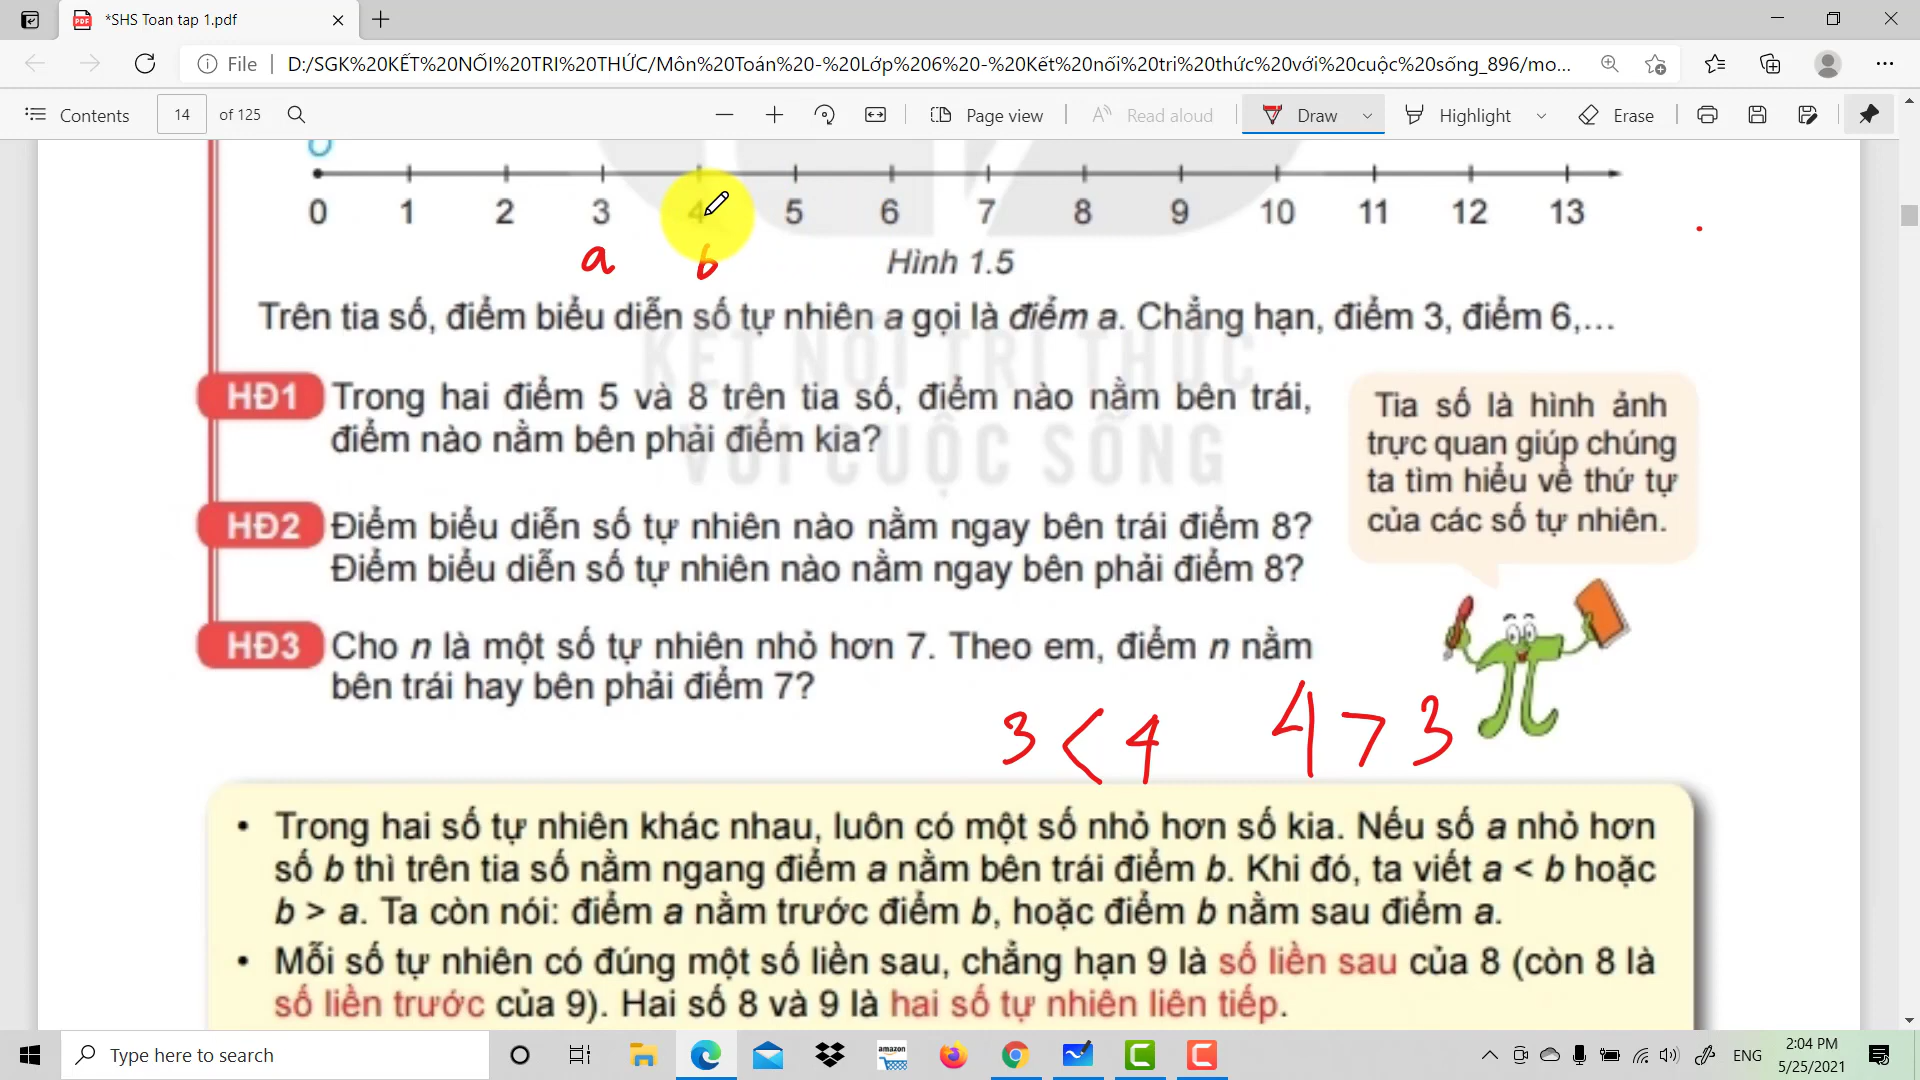 *SHS Toan tap 1.pdf
File
D:/SGK%20KẾT%20NỐI%20TRI%20THỨC/Môn%20Toán%20-%20Lớp%206%20-%20Kết%20nối%20tri%20thức%20với%20cuộc%20sống_896/mo...
Contents
14
of 125
Page view
Read aloud
Draw
Highlight
Erase
0 1 2 3 4 5 6 7 8 9 10 11 12 13
a b
Hình 1.5
Trên tia số, điểm biểu diễn số tự nhiên a gọi là điểm a. Chẳng hạn, điểm 3, điểm 6,...
KẾT NỐI TRI THỨC
VỚI CUỘC SỐNG
HĐ1 Trong hai điểm 5 và 8 trên tia số, điểm nào nằm bên trái,
điểm nào nằm bên phải điểm kia?
HĐ2 Điểm biểu diễn số tự nhiên nào nằm ngay bên trái điểm 8?
Điểm biểu diễn số tự nhiên nào nằm ngay bên phải điểm 8?
HĐ3 Cho n là một số tự nhiên nhỏ hơn 7. Theo em, điểm n nằm
bên trái hay bên phải điểm 7?
Tia số là hình ảnh
trực quan giúp chúng
ta tìm hiểu về thứ tự
của các số tự nhiên.
3 < 4 4 > 3
• Trong hai số tự nhiên khác nhau, luôn có một số nhỏ hơn số kia. Nếu số a nhỏ hơn
số b thì trên tia số nằm ngang điểm a nằm bên trái điểm b. Khi đó, ta viết a < b hoặc
b > a. Ta còn nói: điểm a nằm trước điểm b, hoặc điểm b nằm sau điểm a.
• Mỗi số tự nhiên có đúng một số liền sau, chẳng hạn 9 là số liền sau của 8 (còn 8 là
số liền trước của 9). Hai số 8 và 9 là hai số tự nhiên liên tiếp.
Type here to search
amazon
ENG
2:04 PM
5/25/2021